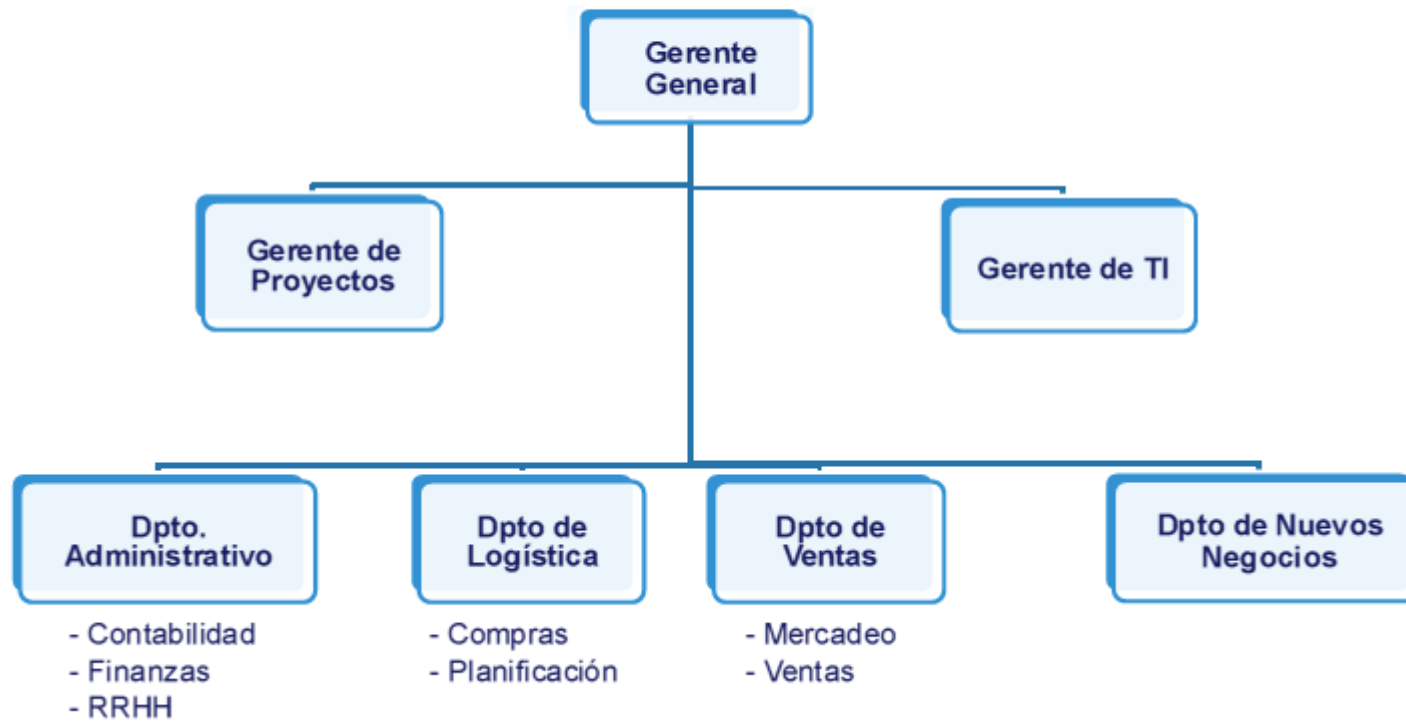 Gerente
General
Gerente de
Proyectos
Gerente de TI
Dpto.
Administrativo
Dpto de
Logística
Dpto de
Ventas
Dpto de Nuevos
Negocios
- Contabilidad
- Finanzas
- RRHH
- Compras
- Planificación
- Mercadeo
- Ventas